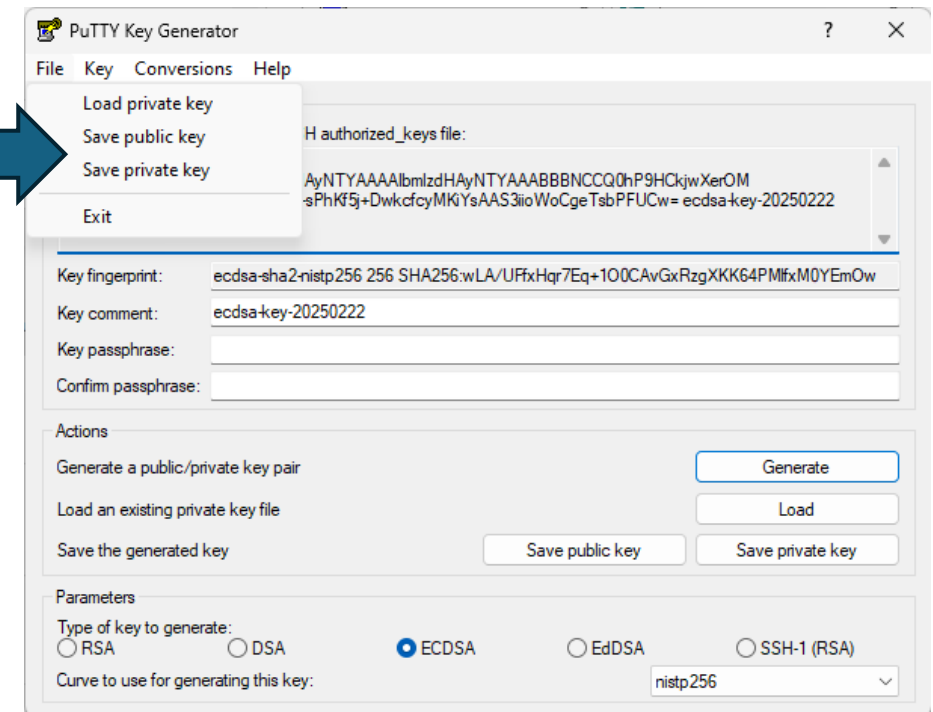 PuTTY Key Generator ? ×
File Key Conversions Help
Load private key
Save public key
Save private key
Exit
H authorized_keys file:
AyNTYAAAAIbmlzdHAyNTYAAABBBNCCQ0hP9HCkjwXerOM
sPhKf5j+DwkcfcyMKiYsAAS3iioWoCgeTsbPFUCw= ecdsa-key-20250222
Key fingerprint: ecdsa-sha2-nistp256 256 SHA256:wLA/UFfxHqr7Eq+1O0CAvGxRzgXKK64PMlfxM0YEmOw
Key comment: ecdsa-key-20250222
Key passphrase:
Confirm passphrase:
Actions
Generate a public/private key pair Generate
Load an existing private key file Load
Save the generated key Save public key Save private key
Parameters
Type of key to generate:
RSA DSA ECDSA EdDSA SSH-1 (RSA)
Curve to use for generating this key: nistp256